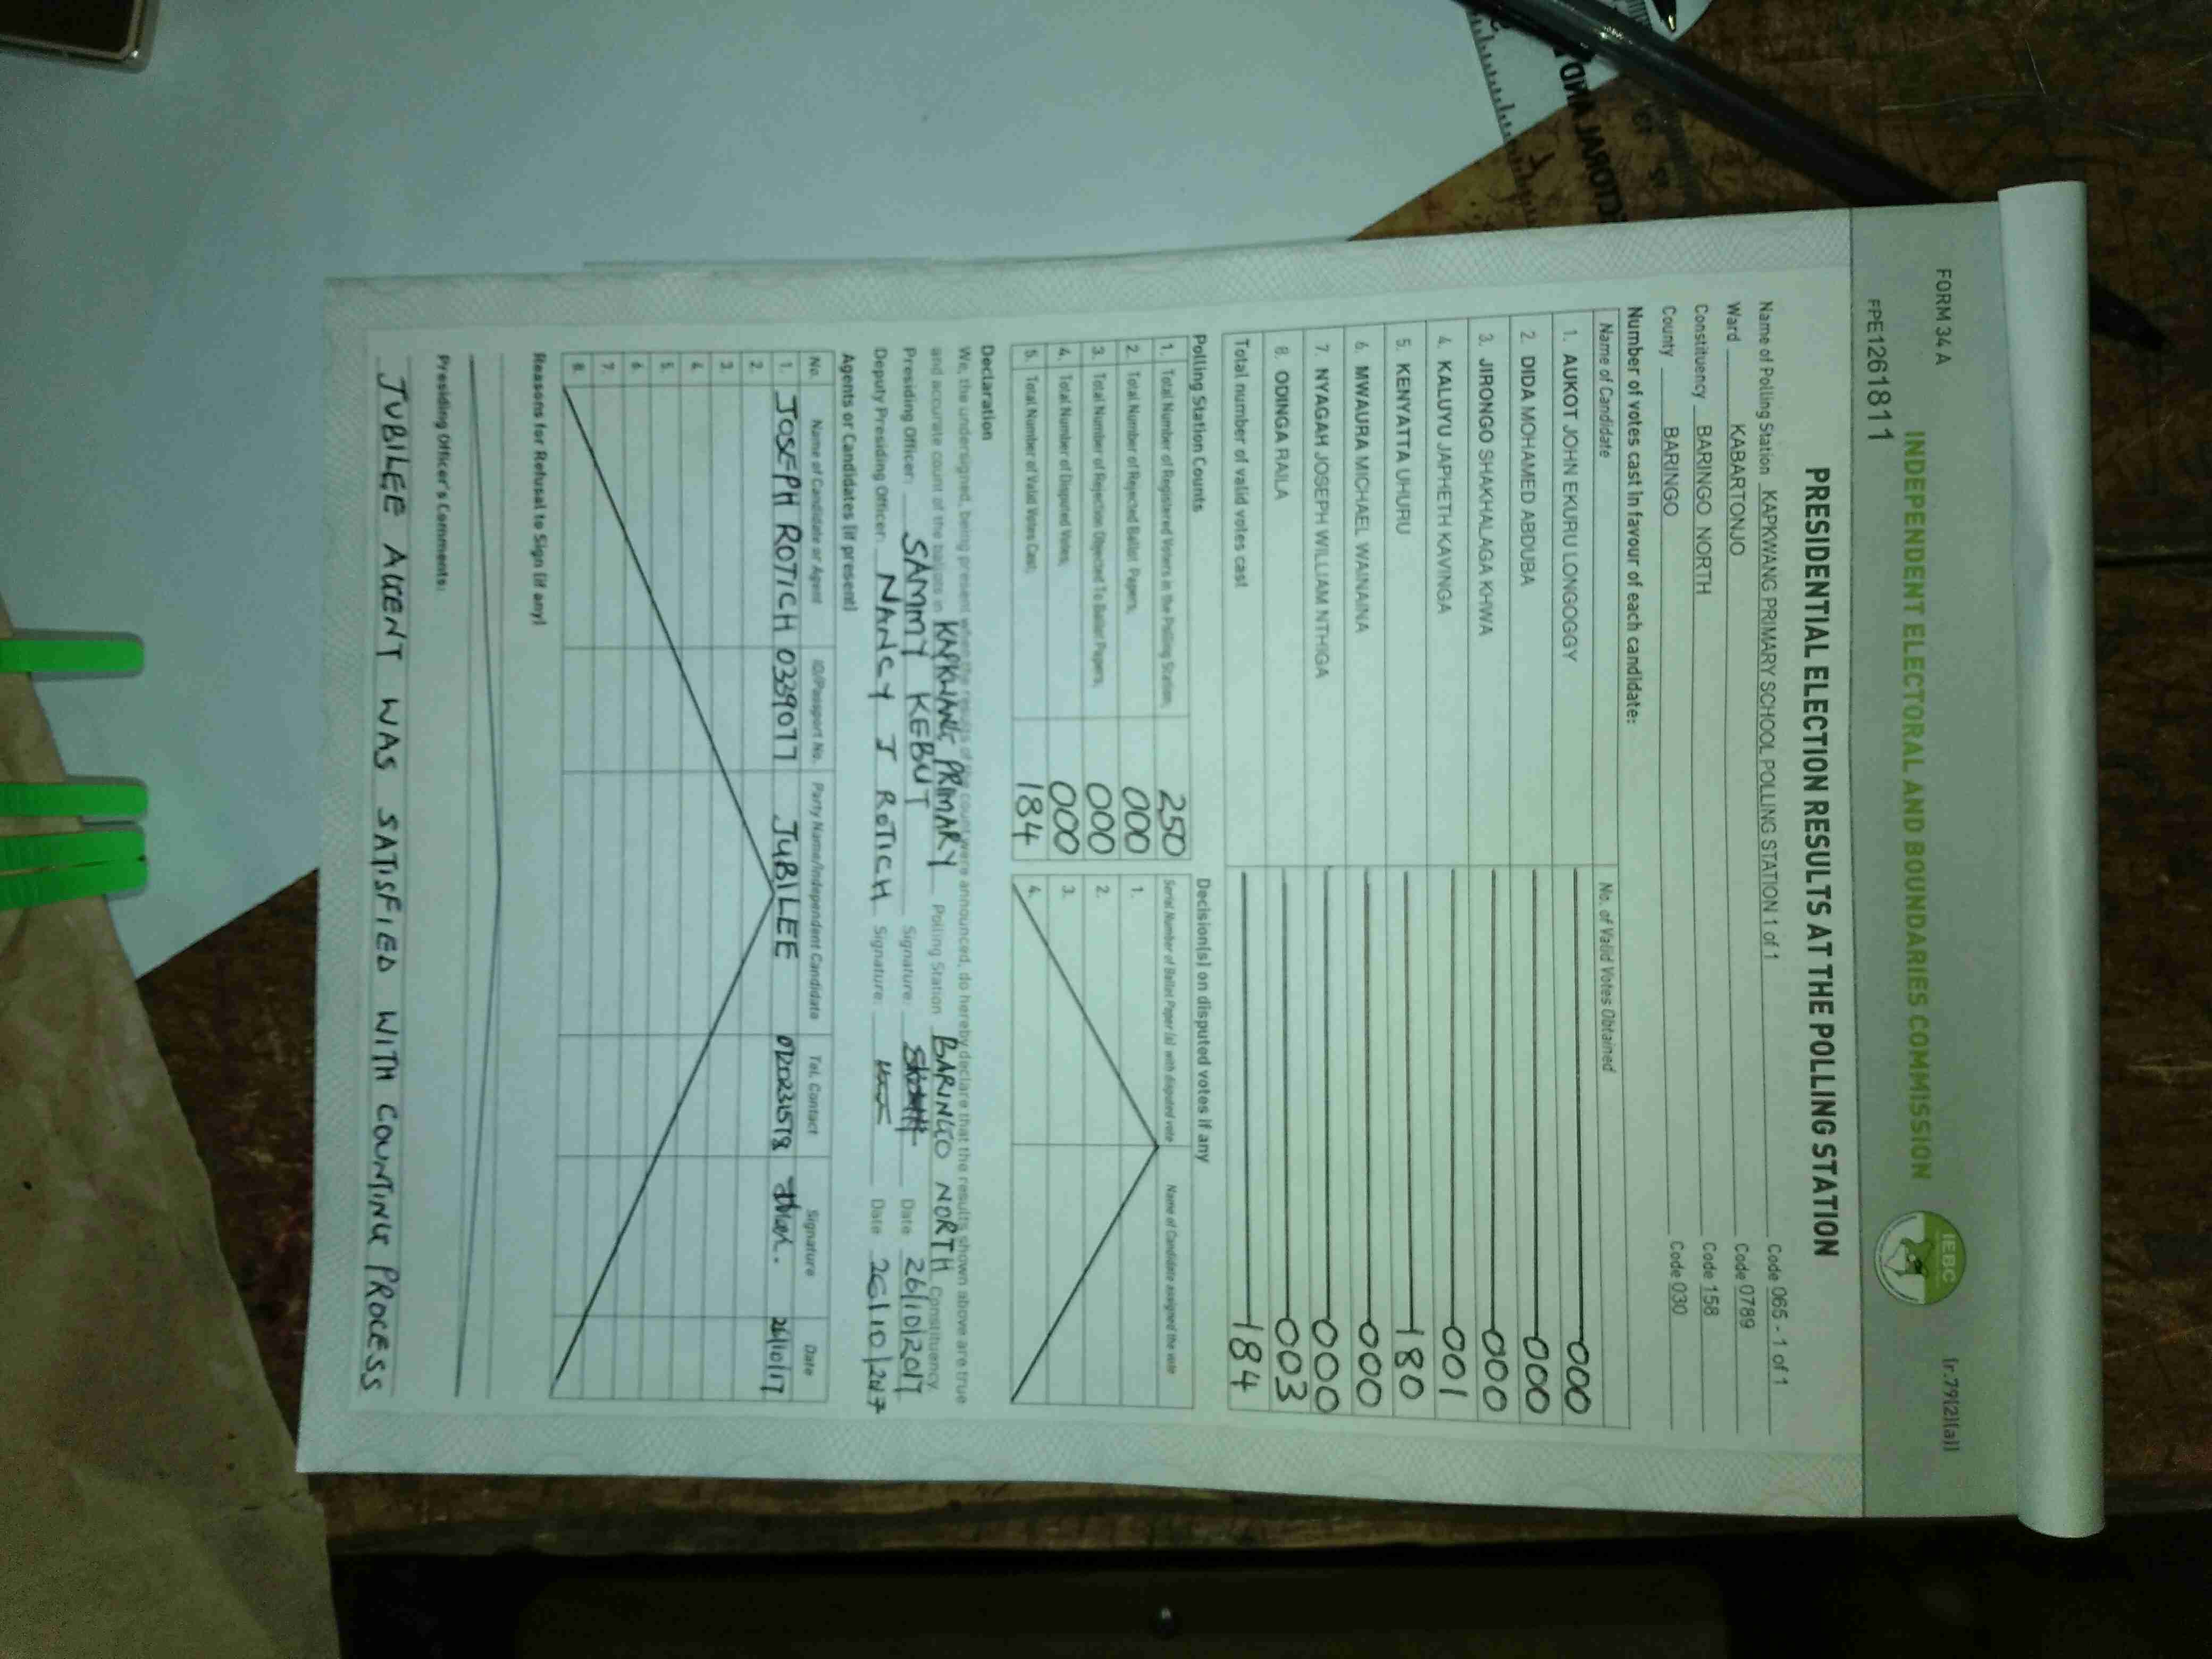 FORM 34 A
(r.79(2)(a))
INDEPENDENT ELECTORAL AND BOUNDARIES COMMISSION
IEBC
FPE1261811
PRESIDENTIAL ELECTION RESULTS AT THE POLLING STATION
Name of Polling Station KAPKWANG PRIMARY SCHOOL POLLING STATION 1 of 1 Code 065 - 1 of 1
Ward KABARTONJO Code 0789
Constituency BARINGO NORTH Code 158
County BARINGO Code 030
Number of votes cast in favour of each candidate:
Name of Candidate No. of Valid Votes Obtained
1. AUKOT JOHN EKURU LONGOGGY 000
2. DIDA MOHAMED ABDUBA 000
3. JIRONGO SHAKHALAGA KHWA 000
4. KALUYU JAPHETH KAVINGA 001
5. KENYATTA UHURU 180
6. MWAURA MICHAEL WAINAINA 000
7. NYAGAH JOSEPH WILLIAM NTHIGA 000
8. ODINGA RAILA 003
Total number of valid votes cast 184
Polling Station Counts
1. Total Number of Registered Voters in the Polling Station; 250
2. Total Number of Rejected Ballot Papers; 000
3. Total Number of Rejection Objected To Ballot Papers; 000
4. Total Number of Disputed Votes; 000
5. Total Number of Valid Votes Cast; 184
Decision(s) on disputed votes if any
Serial Number of Ballot Paper (s) with disputed vote Name of Candidate assigned the vote
1.
2.
3.
4.
Declaration
We, the undersigned, being present when the results of the count were announced, do hereby declare that the results shown above are true
and accurate count of the ballots in KAPKWANG PRIMARY Polling Station BARINGO NORTH Constituency.
Presiding Officer: SAMMY KEBUT Signature: Date 26/10/2017
Deputy Presiding Officer: NANCY J ROTICH Signature: Date 26/10/2017
Agents or Candidates (if present)
No. Name of Candidate or Agent ID/Passport No. Party Name/Independent Candidate Tel. Contact Signature Date
1. JOSEPH ROTICH 0339077 JUBILEE 26/10/17
2.
3.
4.
5.
6.
7.
8.
Reasons for Refusal to Sign (if any)
Presiding Officer's Comments:
JUBILEE AGENT WAS SATISFIED WITH COUNTING PROCESS